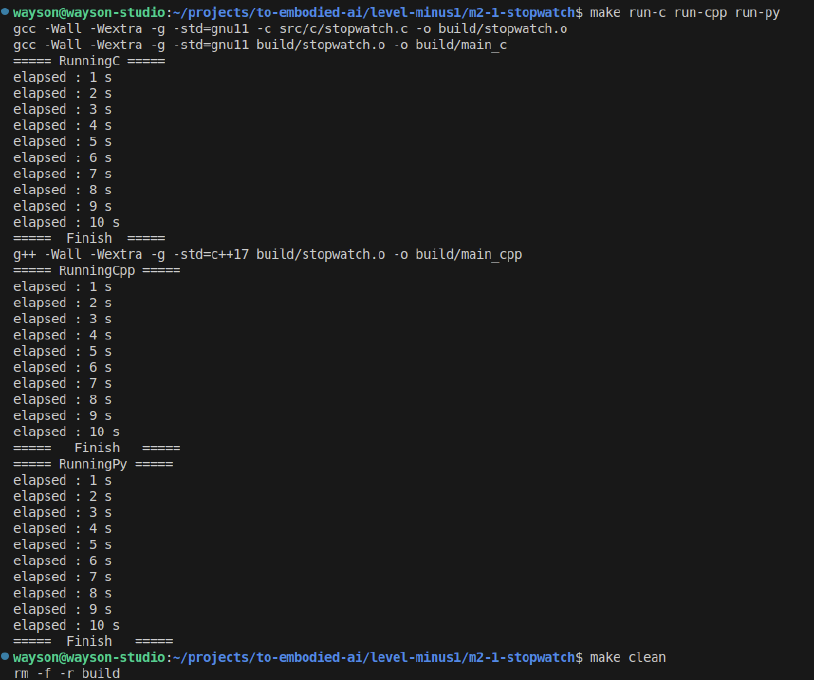 wayson@wayson-studio:~/projects/to-embodied-ai/level-minus1/m2-1-stopwatch$ make run-c run-cpp run-py
gcc -Wall -Wextra -g -std=gnu11 -c src/c/stopwatch.c -o build/stopwatch.o
gcc -Wall -Wextra -g -std=gnu11 build/stopwatch.o -o build/main_c
===== RunningC =====
elapsed : 1 s
elapsed : 2 s
elapsed : 3 s
elapsed : 4 s
elapsed : 5 s
elapsed : 6 s
elapsed : 7 s
elapsed : 8 s
elapsed : 9 s
elapsed : 10 s
=====  Finish  =====
g++ -Wall -Wextra -g -std=c++17 build/stopwatch.o -o build/main_cpp
===== RunningCpp =====
elapsed : 1 s
elapsed : 2 s
elapsed : 3 s
elapsed : 4 s
elapsed : 5 s
elapsed : 6 s
elapsed : 7 s
elapsed : 8 s
elapsed : 9 s
elapsed : 10 s
=====   Finish   =====
===== RunningPy =====
elapsed : 1 s
elapsed : 2 s
elapsed : 3 s
elapsed : 4 s
elapsed : 5 s
elapsed : 6 s
elapsed : 7 s
elapsed : 8 s
elapsed : 9 s
elapsed : 10 s
=====  Finish   =====
wayson@wayson-studio:~/projects/to-embodied-ai/level-minus1/m2-1-stopwatch$ make clean
rm -f -r build